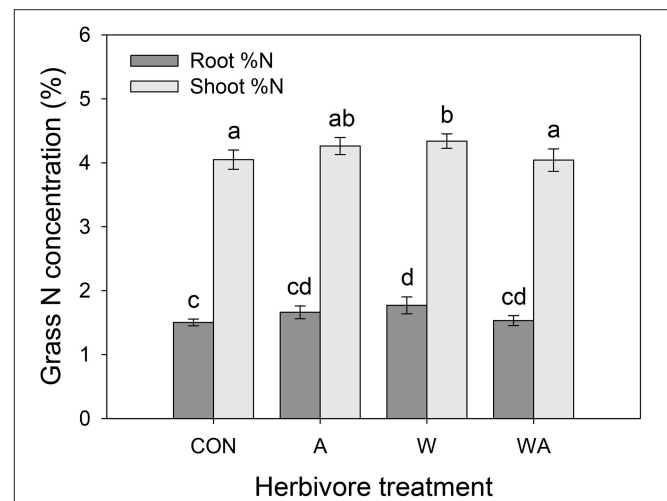 Grass N concentration (%)
6
5
4
3
2
1
0
Root %N
Shoot %N
a
ab
b
a
c
cd
d
cd
CON
A
W
WA
Herbivore treatment